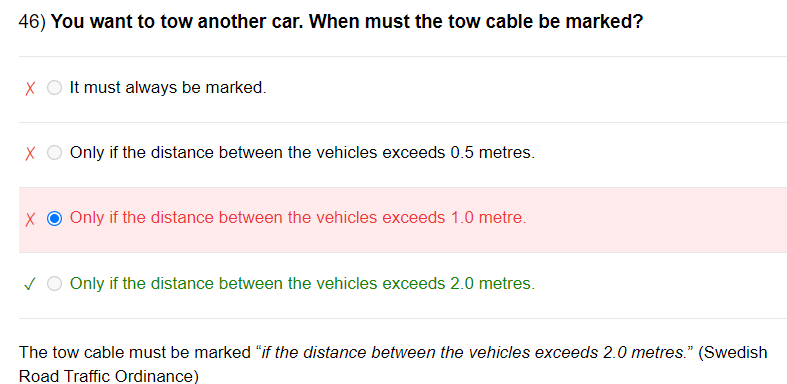 46) You want to tow another car. When must the tow cable be marked?
✗ It must always be marked.
✗ Only if the distance between the vehicles exceeds 0.5 metres.
✗ Only if the distance between the vehicles exceeds 1.0 metre.
✓ Only if the distance between the vehicles exceeds 2.0 metres.
The tow cable must be marked “if the distance between the vehicles exceeds 2.0 metres.” (Swedish
Road Traffic Ordinance)